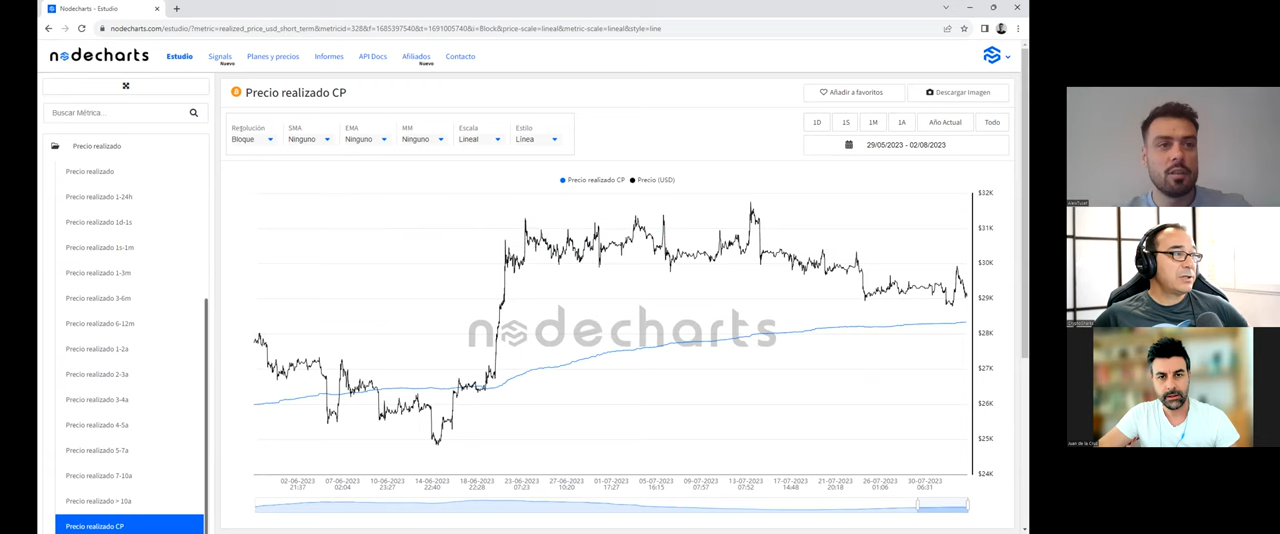 Nodecharts - Estudio
nodecharts.com/estudio/?metric=realized_price_usd_short_term&metricid=328&f=1685397540&t=1691005740&i=Block&price-scale=lineal&metric-scale=lineal&style=line
nodecharts
Estudio
Signals
Nuevo
Planes y precios
Informes
API Docs
Afiliados
Nuevo
Contacto
Buscar Métrica...
Precio realizado
Precio realizado
Precio realizado 1-24h
Precio realizado 1d-1s
Precio realizado 1s-1m
Precio realizado 1-3m
Precio realizado 3-6m
Precio realizado 6-12m
Precio realizado 1-2a
Precio realizado 2-3a
Precio realizado 3-4a
Precio realizado 4-5a
Precio realizado 5-7a
Precio realizado 7-10a
Precio realizado > 10a
Precio realizado CP
Precio realizado CP
Añadir a favoritos
Descargar Imagen
Resolución
Bloque
SMA
Ninguno
EMA
Ninguno
MM
Ninguno
Escala
Lineal
Estilo
Línea
1D
1S
1M
1A
Año Actual
Todo
29/05/2023 - 02/08/2023
Precio realizado CP
Precio (USD)
$32K
$31K
$30K
$29K
$28K
$27K
$26K
$25K
$24K
nodecharts
02-06-2023 21:37
07-06-2023 02:04
10-06-2023 23:27
14-06-2023 22:40
18-06-2023 22:28
23-06-2023 07:23
27-06-2023 10:20
01-07-2023 17:27
05-07-2023 16:15
09-07-2023 07:57
13-07-2023 07:52
17-07-2023 14:48
21-07-2023 20:18
26-07-2023 01:06
30-07-2023 06:31
Juan de la Cruz